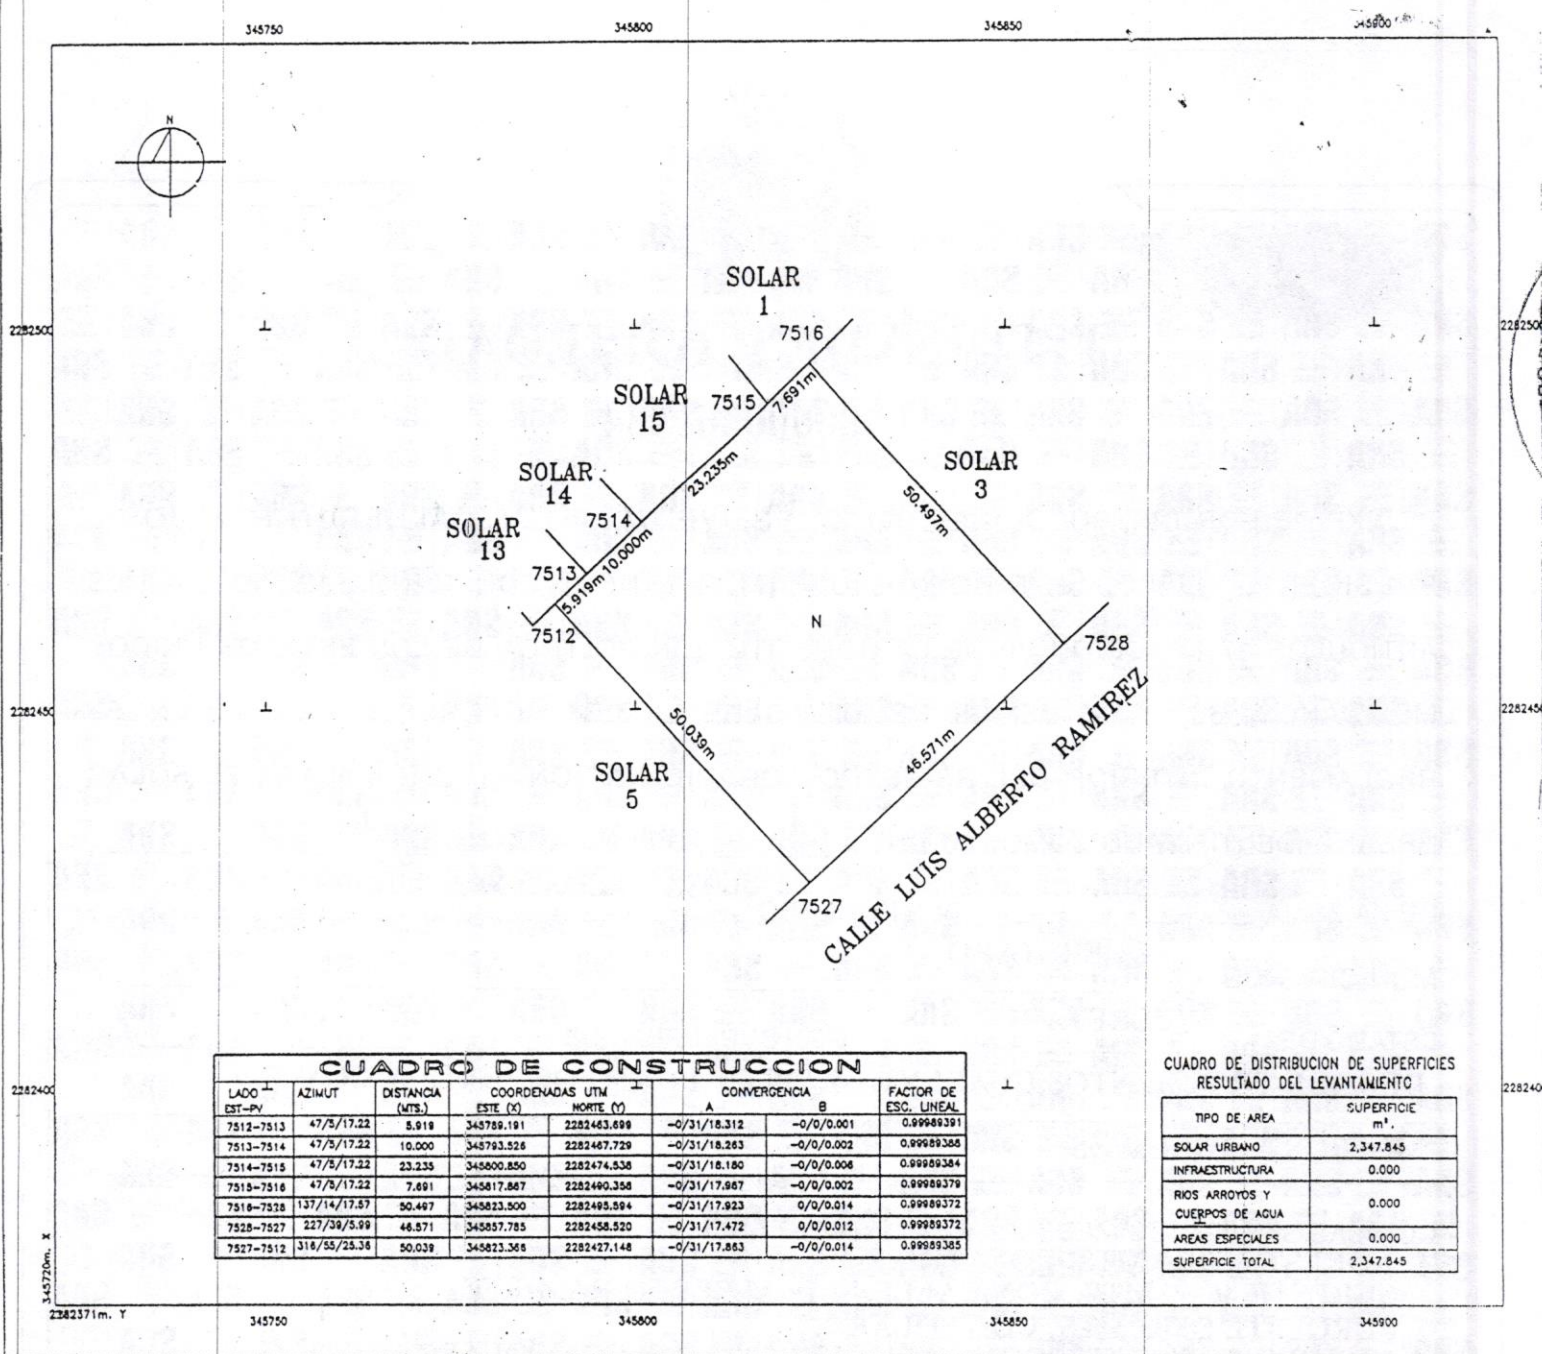 345750 345800 345850 345900
N
SOLAR
1
2282500
7516
7.691m
SOLAR
15
7515
23.235m
SOLAR
3
50.497m
SOLAR
14
7514
10.000m
SOLAR
13
7513
5.919m
7512
N
7528
2282450
50.039m
46.571m
SOLAR
5
7527
CALLE LUIS ALBERTO RAMIREZ
2282400
CUADRO DE CONSTRUCCION
LADO AZIMUT DISTANCIA COORDENADAS UTM CONVERGENCIA FACTOR DE
EST-PV (MTS.) ESTE (X) NORTE (Y) A B ESC. LINEAL
7512-7513 47/5/17.22 5.919 345789.191 2282463.699 -0/31/18.312 -0/0/0.001 0.99989391
7513-7514 47/5/17.22 10.000 345793.526 2282467.729 -0/31/18.263 -0/0/0.002 0.99989388
7514-7515 47/5/17.22 23.235 345800.850 2282474.538 -0/31/18.180 -0/0/0.006 0.99989384
7515-7516 47/5/17.22 7.691 345817.867 2282490.358 -0/31/17.987 -0/0/0.002 0.99989379
7516-7528 137/14/17.57 50.497 345823.500 2282495.594 -0/31/17.923 0/0/0.014 0.99989372
7528-7527 227/39/5.99 46.571 345857.785 2282458.520 -0/31/17.472 0/0/0.012 0.99989372
7527-7512 316/55/25.36 50.039 345823.366 2282427.146 -0/31/17.863 -0/0/0.014 0.99989385
CUADRO DE DISTRIBUCION DE SUPERFICIES
RESULTADO DEL LEVANTAMIENTO
TIPO DE AREA SUPERFICIE
m².
SOLAR URBANO 2,347.845
INFRAESTRUCTURA 0.000
RIOS ARROYOS Y
CUERPOS DE AGUA 0.000
AREAS ESPECIALES 0.000
SUPERFICIE TOTAL 2,347.845
345720m. X
2282371m. Y
345750 345800 345850 345900